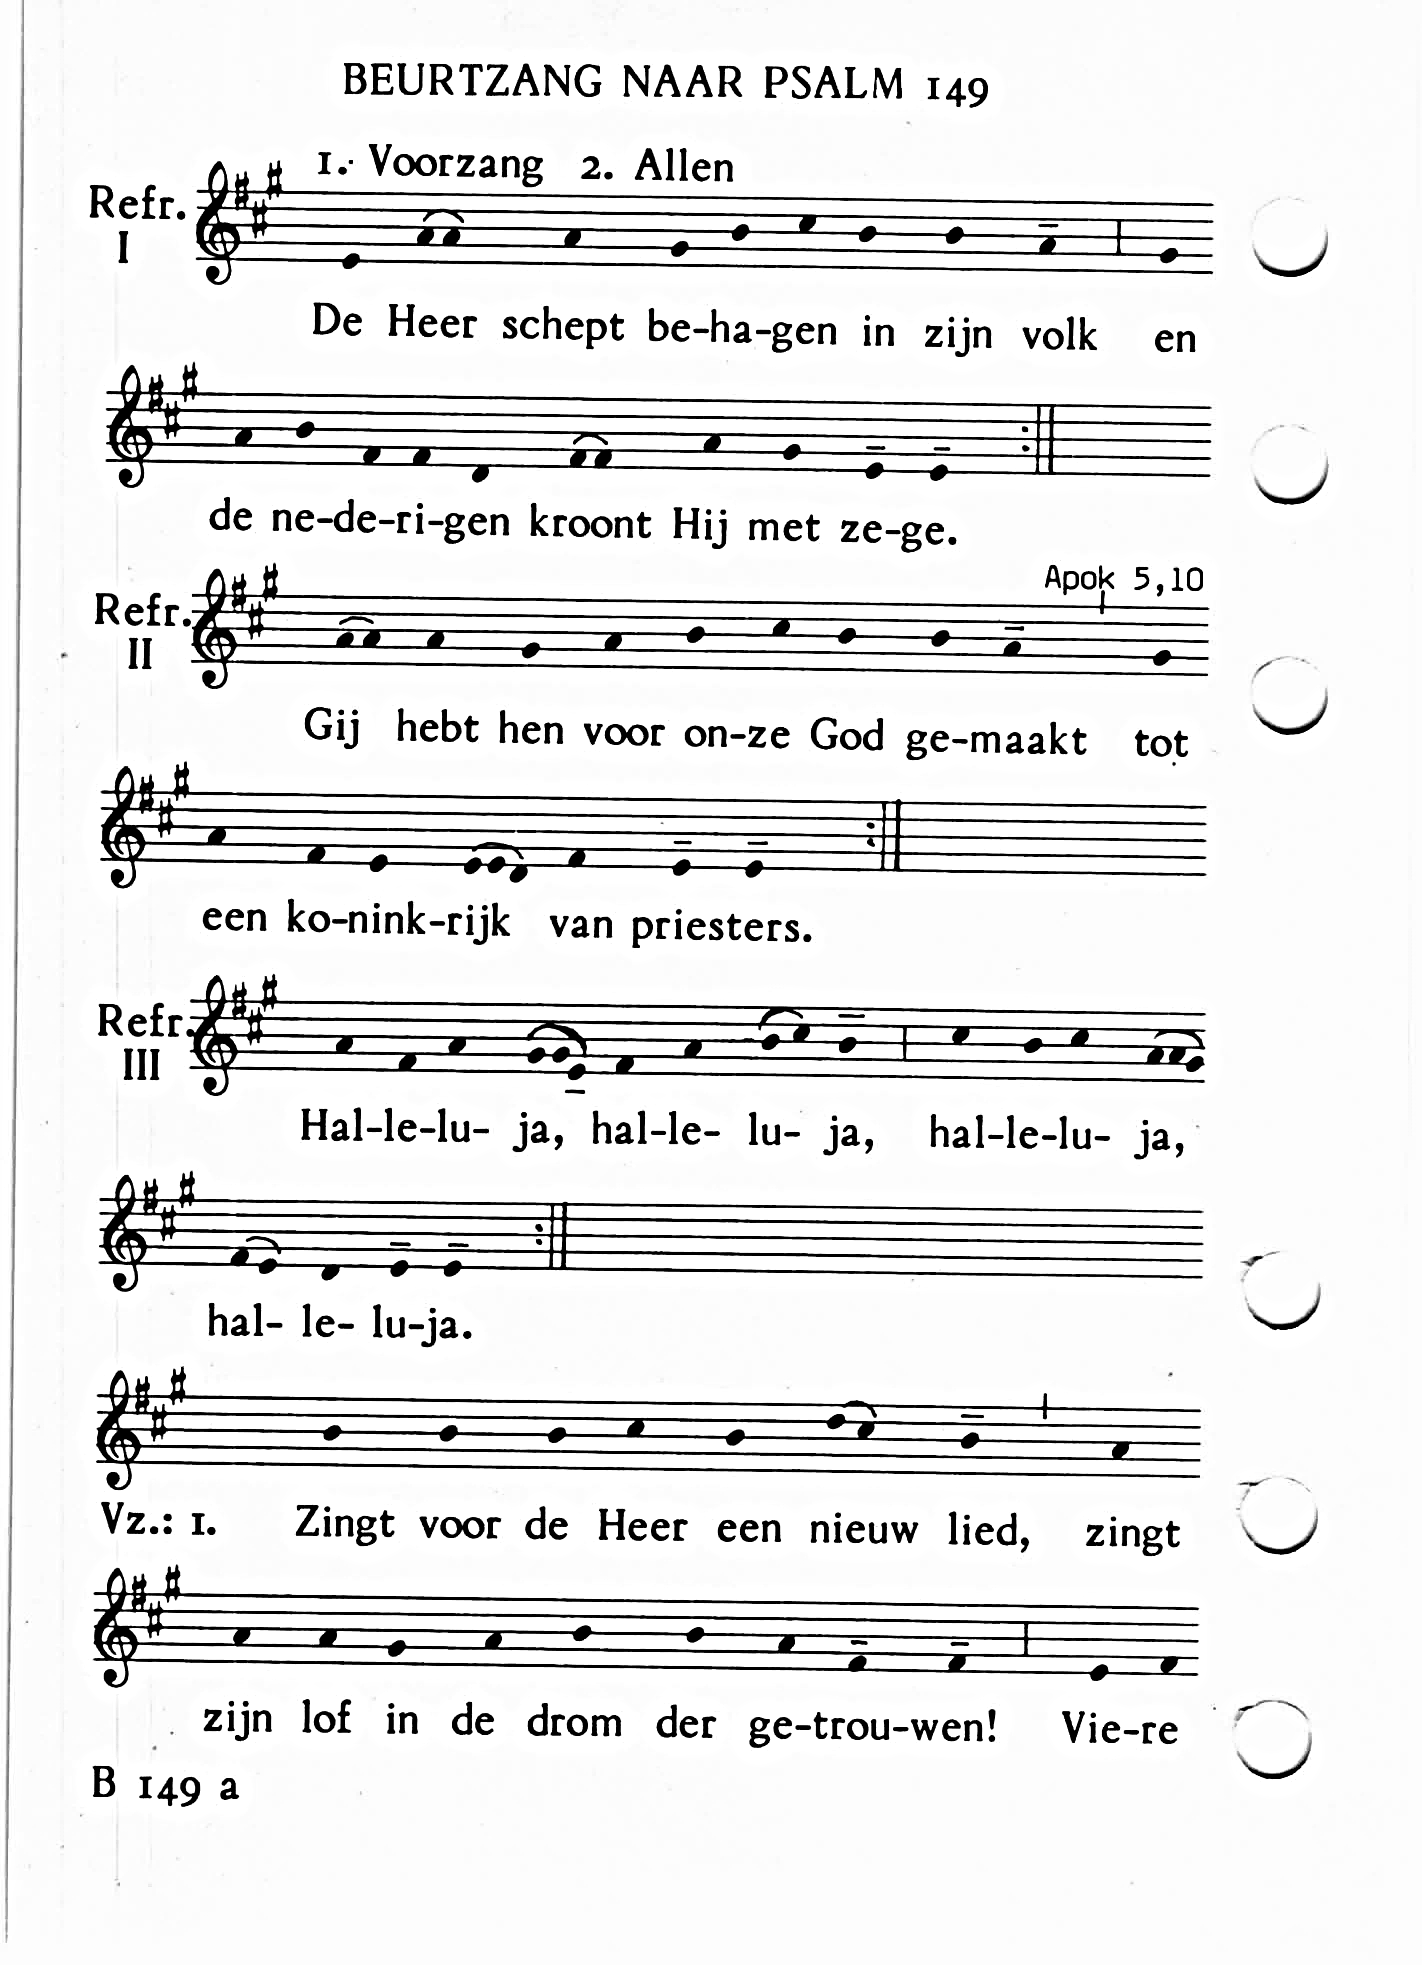 BEURTZANG NAAR PSALM 149
1. Voorzang 2. Allen
Refr.
I
De Heer schept be-ha-gen in zijn volk en
de ne-de-ri-gen kroont Hij met ze-ge.
Apok 5,10
Refr.
II
Gij hebt hen voor on-ze God ge-maakt tot
een ko-nink-rijk van priesters.
Refr.
III
Hal-le-lu- ja, hal-le- lu- ja, hal-le-lu- ja,
hal- le- lu-ja.
Vz.: 1. Zingt voor de Heer een nieuw lied, zingt
zijn lof in de drom der ge-trou-wen! Vie-re
B 149 a